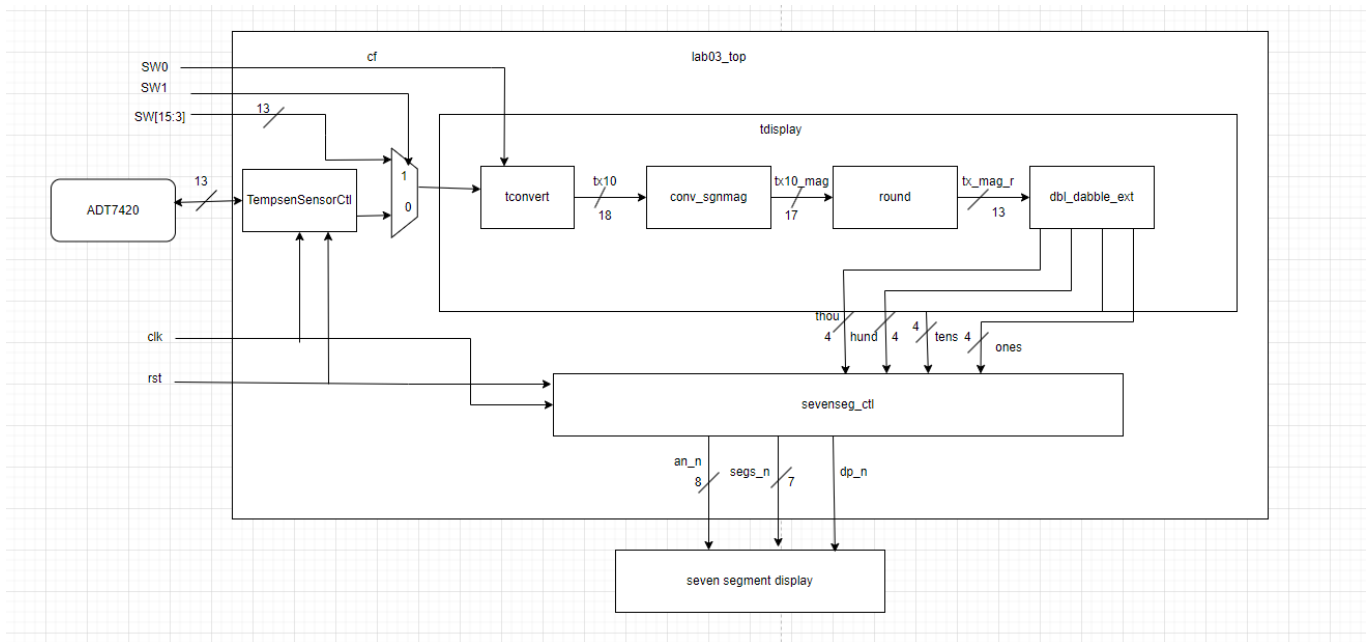 cf
lab03_top
SW0
SW1
SW[15:3]
13
tdisplay
13
ADT7420
TempsenSensorCtl
1
0
tconvert
tx10
18
conv_sgnmag
tx10_mag
17
round
tx_mag_r
13
dbl_dabble_ext
clk
rst
thou
4
hund
4
4
tens
4
ones
sevenseg_ctl
an_n
8
segs_n
7
dp_n
seven segment display